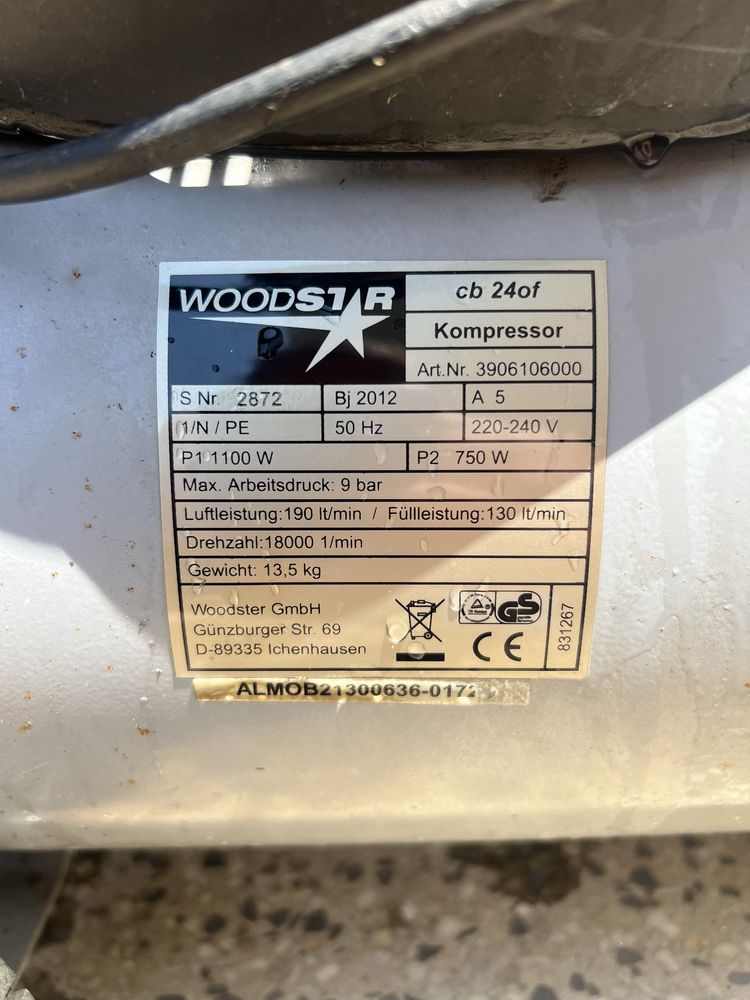 WOODSTAR
cb 24of
Kompressor
Art.Nr. 3906106000
S Nr. 2872 Bj 2012 A 5
1/N / PE 50 Hz 220-240 V
P1 1100 W P2 750 W
Max. Arbeitsdruck: 9 bar
Luftleistung:190 lt/min / Füllleistung:130 lt/min
Drehzahl:18000 1/min
Gewicht: 13,5 kg
Woodster GmbH
Günzburger Str. 69
D-89335 Ichenhausen
GS
CE
831267